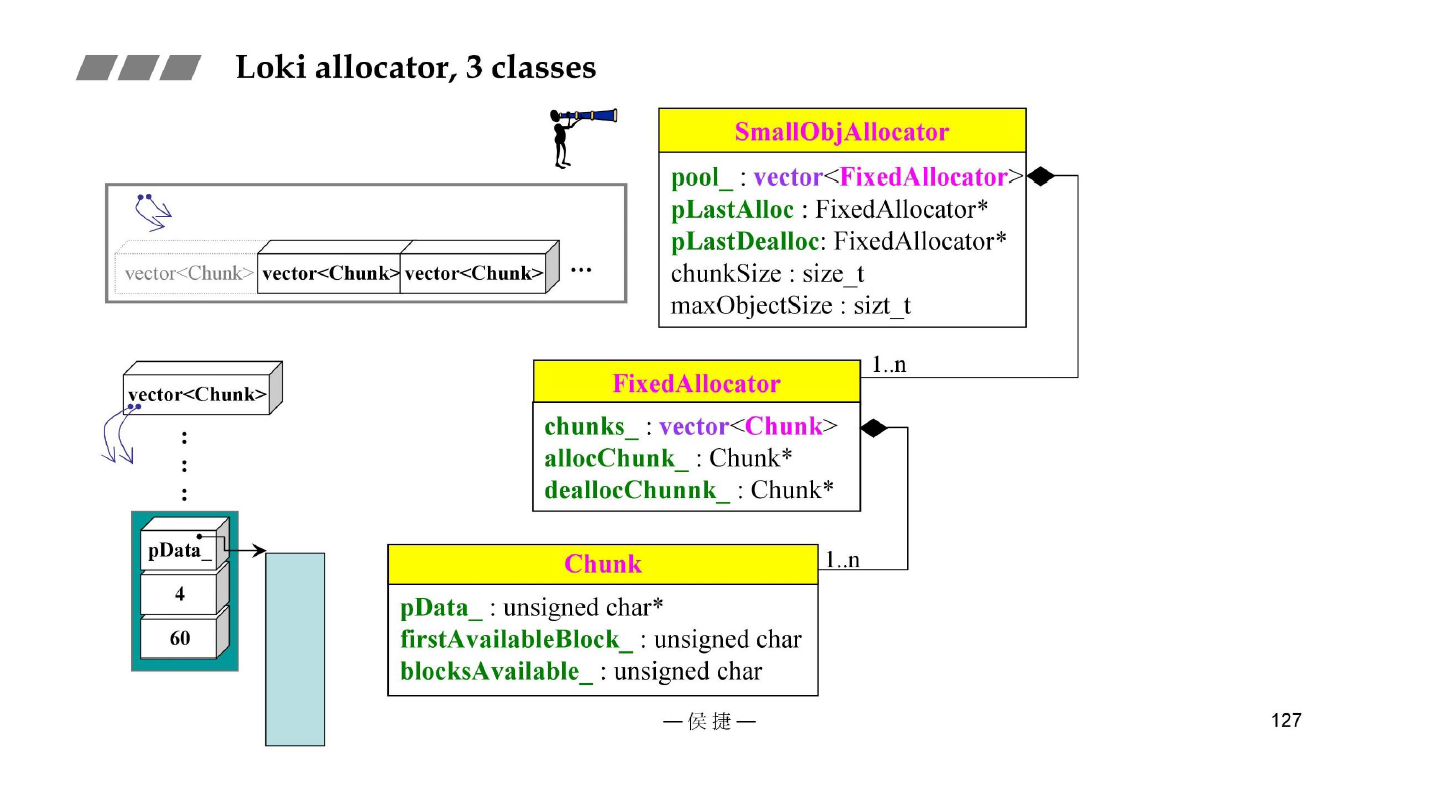 Loki allocator, 3 classes
SmallObjAllocator
pool_ : vector<FixedAllocator>
pLastAlloc : FixedAllocator*
pLastDealloc: FixedAllocator*
chunkSize : size_t
maxObjectSize : sizt_t
vector<Chunk> vector<Chunk> vector<Chunk> ...
1..n
FixedAllocator
chunks_ : vector<Chunk>
allocChunk_ : Chunk*
deallocChunnk_ : Chunk*
vector<Chunk>
:
:
:
pData_
4
60
1..n
Chunk
pData_ : unsigned char*
firstAvailableBlock_ : unsigned char
blocksAvailable_ : unsigned char
—侯捷—
127